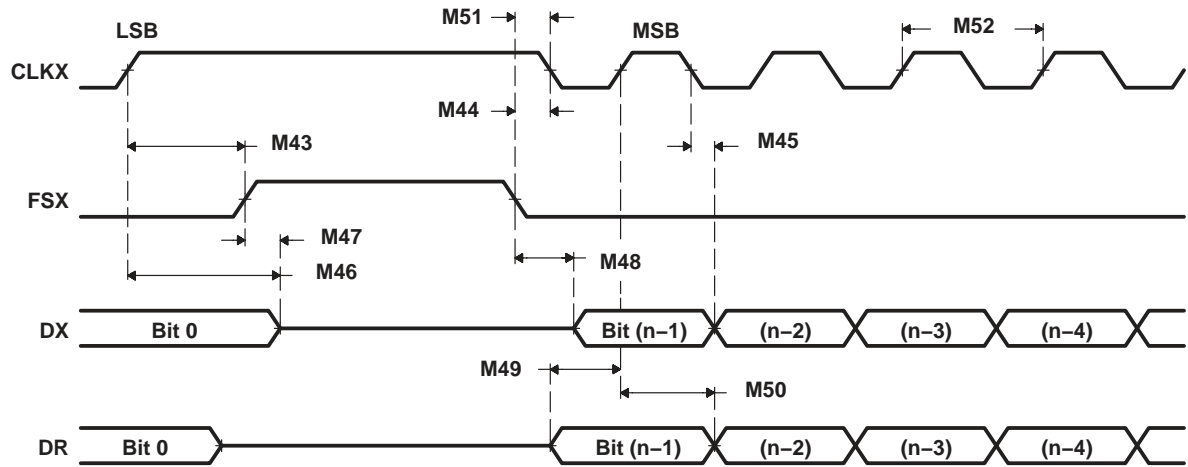 M51
LSB
MSB
M52
CLKX
M44
M43
M45
FSX
M47
M48
M46
DX
Bit 0
Bit (n−1)
(n−2)
(n−3)
(n−4)
M49
M50
DR
Bit 0
Bit (n−1)
(n−2)
(n−3)
(n−4)